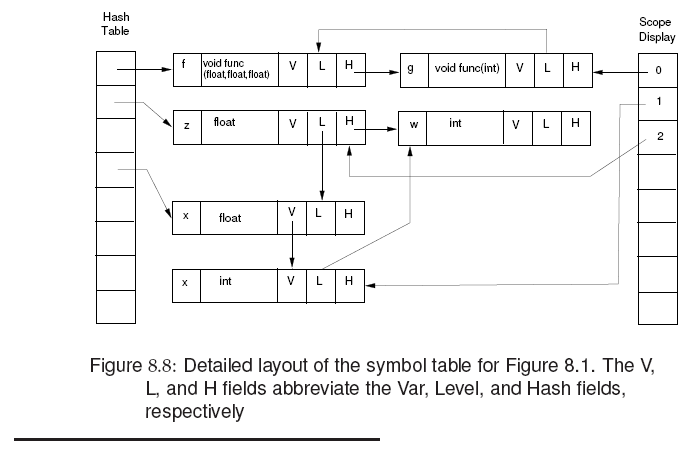 Hash
Table
Scope
Display
f void func
(float,float,float) V L H
g void func(int) V L H
0
1
z float V L H
w int V L H
2
x float V L H
x int V L H
Figure 8.8: Detailed layout of the symbol table for Figure 8.1. The V,
L, and H fields abbreviate the Var, Level, and Hash fields,
respectively